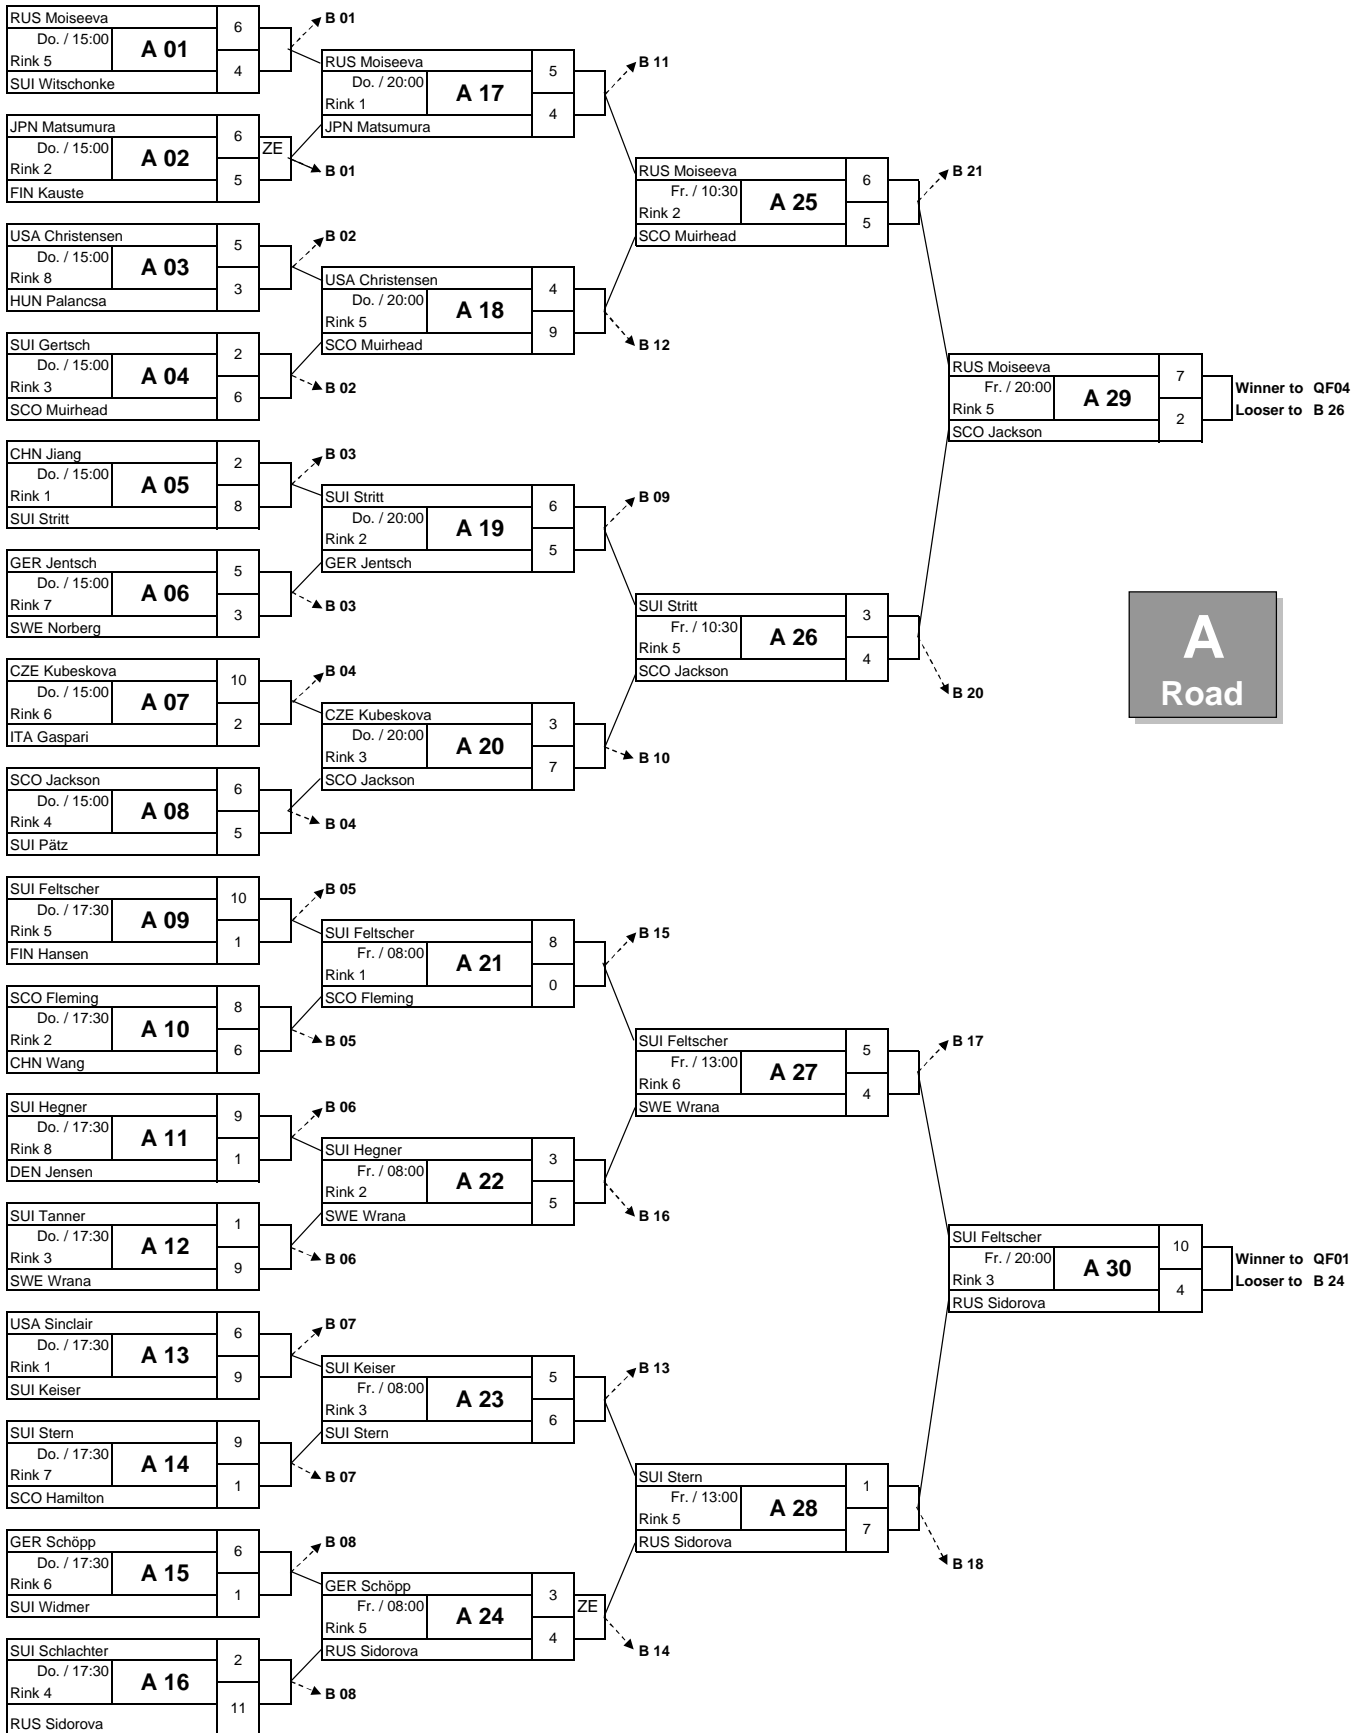 RUS Moiseeva
6
Do. / 15:00
A 01
Rink 5
4
SUI Witschonke
B 01
JPN Matsumura
6
Do. / 15:00
A 02
ZE
Rink 2
5
FIN Kauste
B 01
USA Christensen
5
Do. / 15:00
A 03
Rink 8
3
HUN Palancsa
B 02
SUI Gertsch
2
Do. / 15:00
A 04
Rink 3
6
SCO Muirhead
B 02
CHN Jiang
2
Do. / 15:00
A 05
Rink 1
8
SUI Stritt
B 03
GER Jentsch
5
Do. / 15:00
A 06
Rink 7
3
SWE Norberg
B 03
CZE Kubeskova
10
Do. / 15:00
A 07
Rink 6
2
ITA Gaspari
B 04
SCO Jackson
6
Do. / 15:00
A 08
Rink 4
5
SUI Pätz
B 04
SUI Feltscher
10
Do. / 17:30
A 09
Rink 5
1
FIN Hansen
B 05
SCO Fleming
8
Do. / 17:30
A 10
Rink 2
6
CHN Wang
B 05
SUI Hegner
9
Do. / 17:30
A 11
Rink 8
1
DEN Jensen
B 06
SUI Tanner
1
Do. / 17:30
A 12
Rink 3
9
SWE Wrana
B 06
USA Sinclair
6
Do. / 17:30
A 13
Rink 1
9
SUI Keiser
B 07
SUI Stern
9
Do. / 17:30
A 14
Rink 7
1
SCO Hamilton
B 07
GER Schöpp
6
Do. / 17:30
A 15
Rink 6
1
SUI Widmer
B 08
SUI Schlachter
2
Do. / 17:30
A 16
Rink 4
11
RUS Sidorova
B 08
RUS Moiseeva
5
Do. / 20:00
A 17
Rink 1
4
JPN Matsumura
B 11
USA Christensen
4
Do. / 20:00
A 18
Rink 5
9
SCO Muirhead
B 12
SUI Stritt
6
Do. / 20:00
A 19
Rink 2
5
GER Jentsch
B 09
CZE Kubeskova
3
Do. / 20:00
A 20
Rink 3
7
SCO Jackson
B 10
SUI Feltscher
8
Fr. / 08:00
A 21
Rink 1
0
SCO Fleming
B 15
SUI Hegner
3
Fr. / 08:00
A 22
Rink 2
5
SWE Wrana
B 16
SUI Keiser
5
Fr. / 08:00
A 23
Rink 3
6
SUI Stern
B 13
GER Schöpp
3
Fr. / 08:00
A 24
ZE
Rink 5
4
RUS Sidorova
B 14
RUS Moiseeva
6
Fr. / 10:30
A 25
Rink 2
5
SCO Muirhead
B 21
SUI Stritt
3
Fr. / 10:30
A 26
Rink 5
4
SCO Jackson
B 20
SUI Feltscher
5
Fr. / 13:00
A 27
Rink 6
4
SWE Wrana
B 17
SUI Stern
1
Fr. / 13:00
A 28
Rink 5
7
RUS Sidorova
B 18
RUS Moiseeva
7
Fr. / 20:00
A 29
Rink 5
2
SCO Jackson
Winner to QF04
Looser to B 26
A
Road
SUI Feltscher
10
Fr. / 20:00
A 30
Rink 3
4
RUS Sidorova
Winner to QF01
Looser to B 24